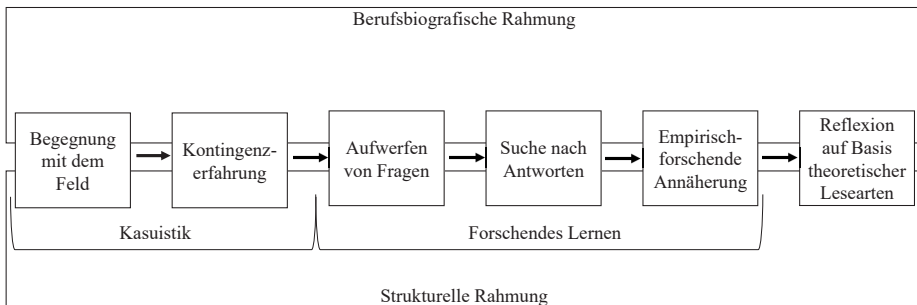 Berufsbiografische Rahmung
Begegnung
mit dem
Feld
Kontingenz-
erfahrung
Aufwerfen
von Fragen
Suche nach
Antworten
Empirisch-
forschende
Annäherung
Reflexion
auf Basis
theoretischer
Lesearten
Kasuistik
Forschendes Lernen
Strukturelle Rahmung